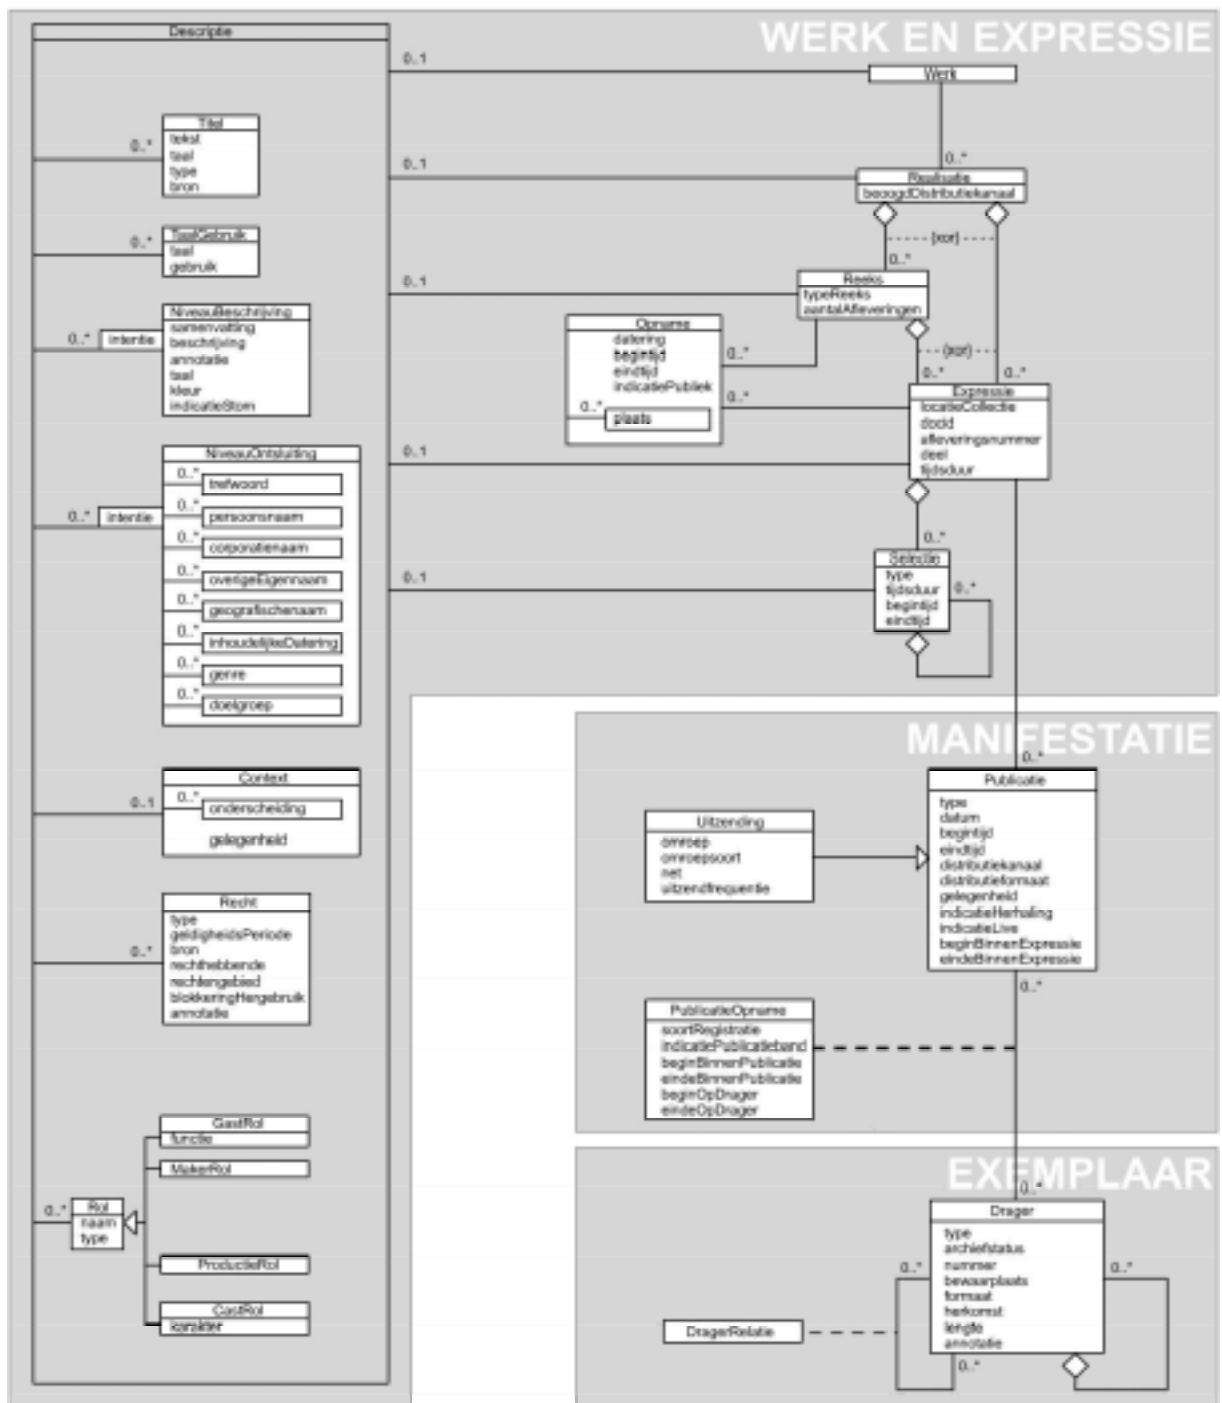 WERK EN EXPRESSIE
Descriptie
0..1
Werk
Titel
tekst
taal
type
bron
0..*
0..*
0..1
Realisatie
beoogdDistributiekanaal
TaalGebruik
taal
gebruik
0..*
{xor}
0..*
0..1
Reeks
typeReeks
aantalAfleveringen
NiveauBeschrijving
samenvatting
beschrijving
annotatie
taal
kleur
indicatieStom
0..*
intentie
Opname
datering
begintijd
eindtijd
indicatiePubliek
0..*
plaats
0..*
0..*
{xor}
0..*
0..*
Expressie
locatieCollectie
docId
afleveringsnummer
deel
tijdsduur
0..1
NiveauOntsluiting
0..*
trefwoord
0..*
persoonsnaam
0..*
corporatienaam
0..*
overigeEigennaam
0..*
geografischenaam
0..*
inhoudelijkeDatering
0..*
genre
0..*
doelgroep
0..*
intentie
0..*
Selectie
type
tijdsduur
begintijd
eindtijd
0..*
0..1
MANIFESTATIE
0..*
Context
0..*
onderscheiding
gelegenheid
0..1
Publicatie
type
datum
begintijd
eindtijd
distributiekanaal
distributieformaat
gelegenheid
indicatieHerhaling
indicatieLive
beginBinnenExpressie
eindeBinnenExpressie
Uitzending
omroep
omroepsoort
net
uitzendfrequentie
Recht
type
geldigheidsPeriode
bron
rechthebbende
rechtengebied
blokkeringHergebruik
annotatie
0..*
0..*
PublicatieOpname
soortRegistratie
indicatiePublicatieband
beginBinnenPublicatie
eindeBinnenPublicatie
beginOpDrager
eindeOpDrager
GastRol
functie
MakerRol
0..*
Rol
naam
type
ProductieRol
CastRol
karakter
EXEMPLAAR
0..*
Drager
type
archiefstatus
nummer
bewaarplaats
formaat
herkomst
lengte
annotatie
0..*
0..*
DragerRelatie
0..*